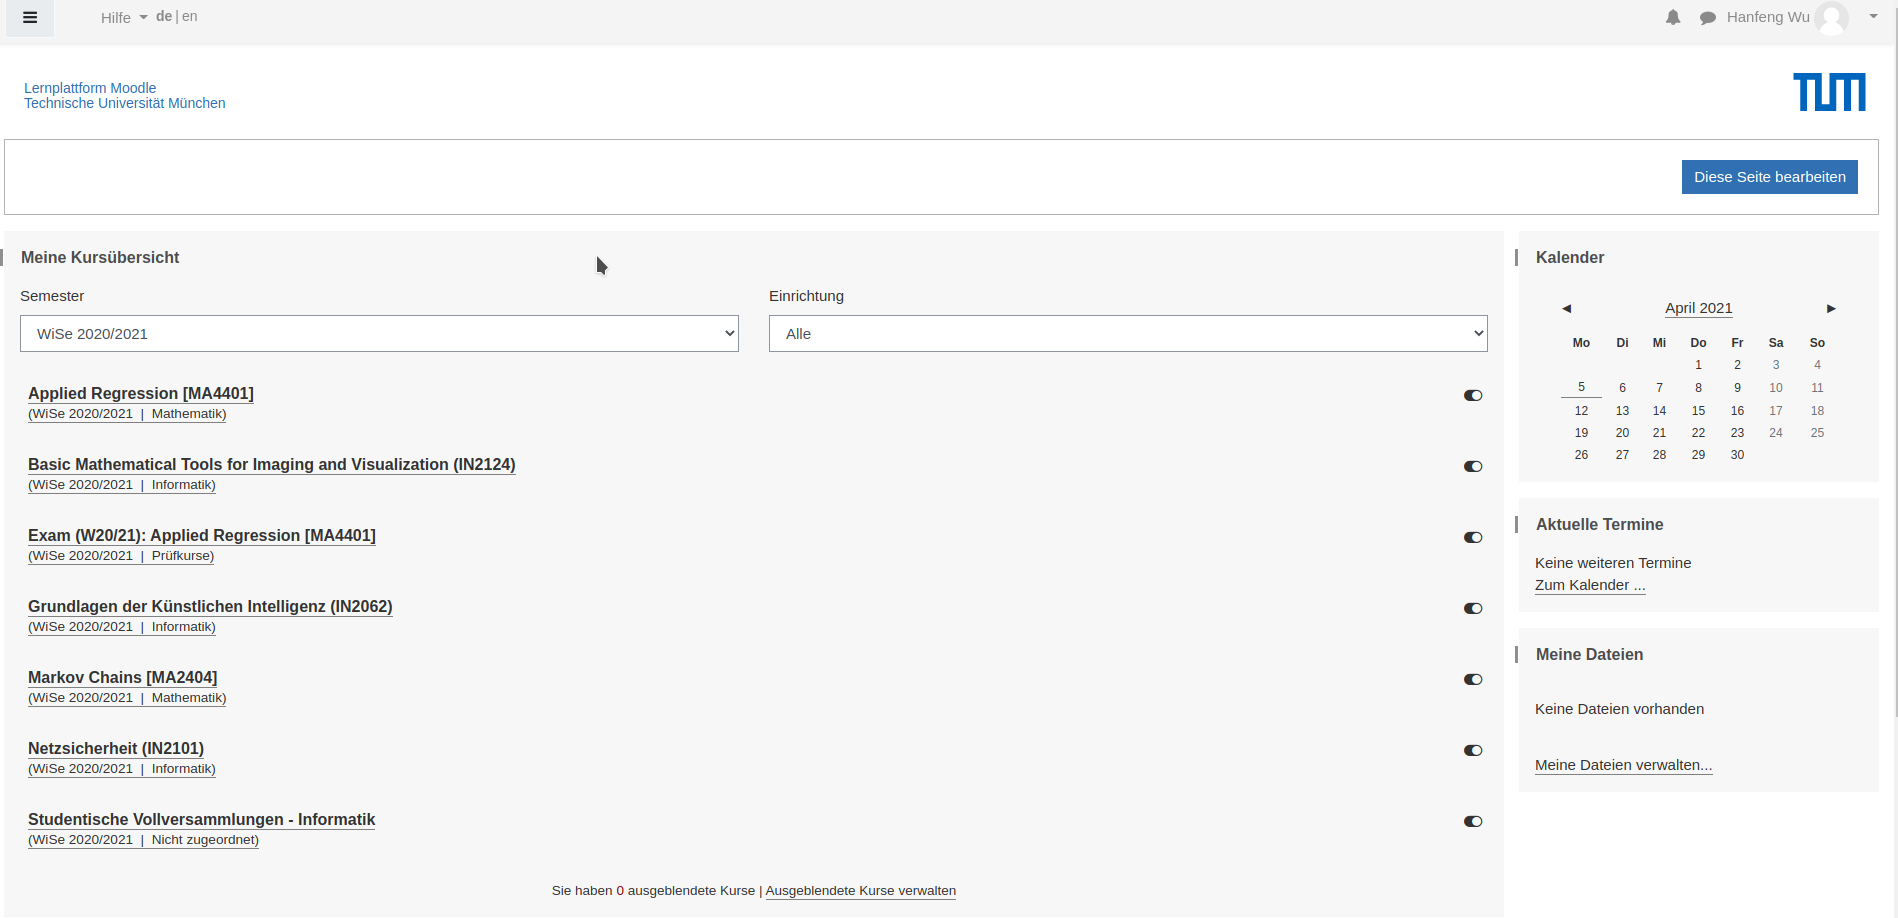 Hilfe de | en Hanfeng Wu
Lernplattform Moodle
Technische Universität München
TUM
Diese Seite bearbeiten
Meine Kursübersicht
Semester Einrichtung
WiSe 2020/2021 Alle
Applied Regression [MA4401]
(WiSe 2020/2021 | Mathematik)
Basic Mathematical Tools for Imaging and Visualization (IN2124)
(WiSe 2020/2021 | Informatik)
Exam (W20/21): Applied Regression [MA4401]
(WiSe 2020/2021 | Prüfkurse)
Grundlagen der Künstlichen Intelligenz (IN2062)
(WiSe 2020/2021 | Informatik)
Markov Chains [MA2404]
(WiSe 2020/2021 | Mathematik)
Netzsicherheit (IN2101)
(WiSe 2020/2021 | Informatik)
Studentische Vollversammlungen - Informatik
(WiSe 2020/2021 | Nicht zugeordnet)
Sie haben 0 ausgeblendete Kurse | Ausgeblendete Kurse verwalten
Kalender
◄ April 2021 ►
Mo Di Mi Do Fr Sa So
1 2 3 4
5 6 7 8 9 10 11
12 13 14 15 16 17 18
19 20 21 22 23 24 25
26 27 28 29 30
Aktuelle Termine
Keine weiteren Termine
Zum Kalender ...
Meine Dateien
Keine Dateien vorhanden
Meine Dateien verwalten...